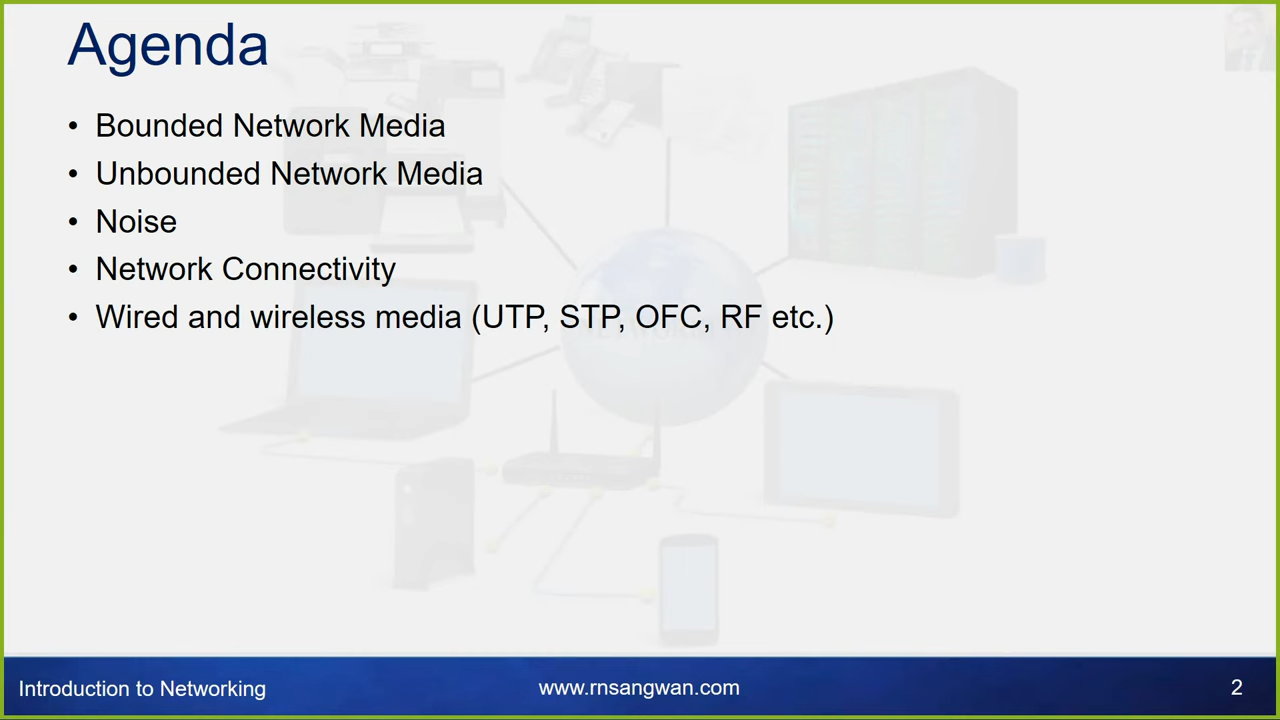 Agenda
• Bounded Network Media
• Unbounded Network Media
• Noise
• Network Connectivity
• Wired and wireless media (UTP, STP, OFC, RF etc.)
Introduction to Networking
www.rnsangwan.com
2